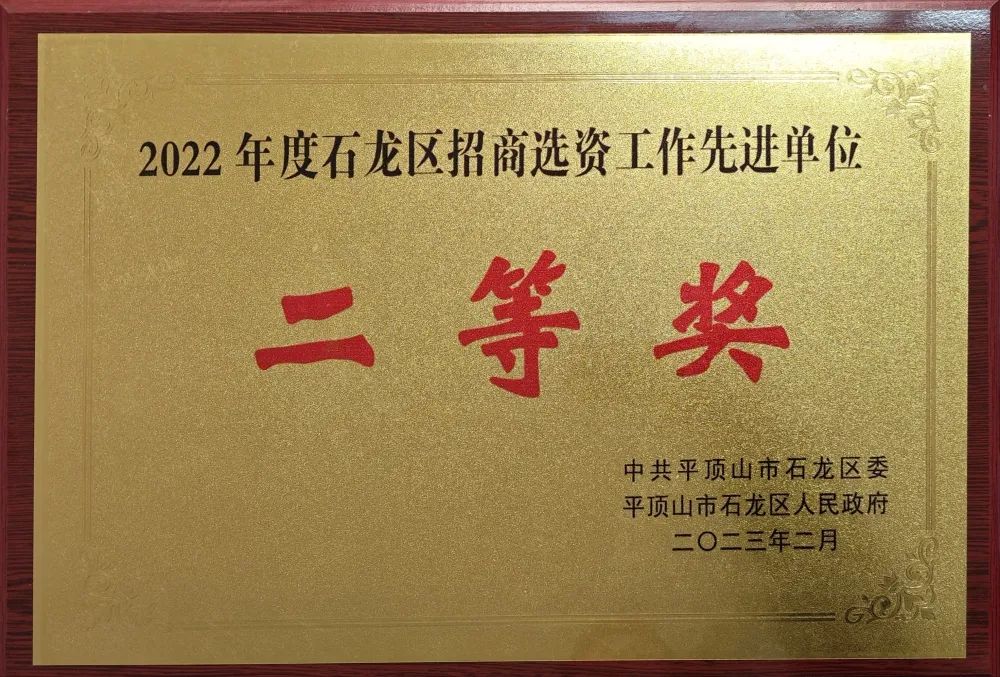 2022年度石龙区招商选资工作先进单位
二等奖
中共平顶山市石龙区委
平顶山市石龙区人民政府
二〇二三年二月